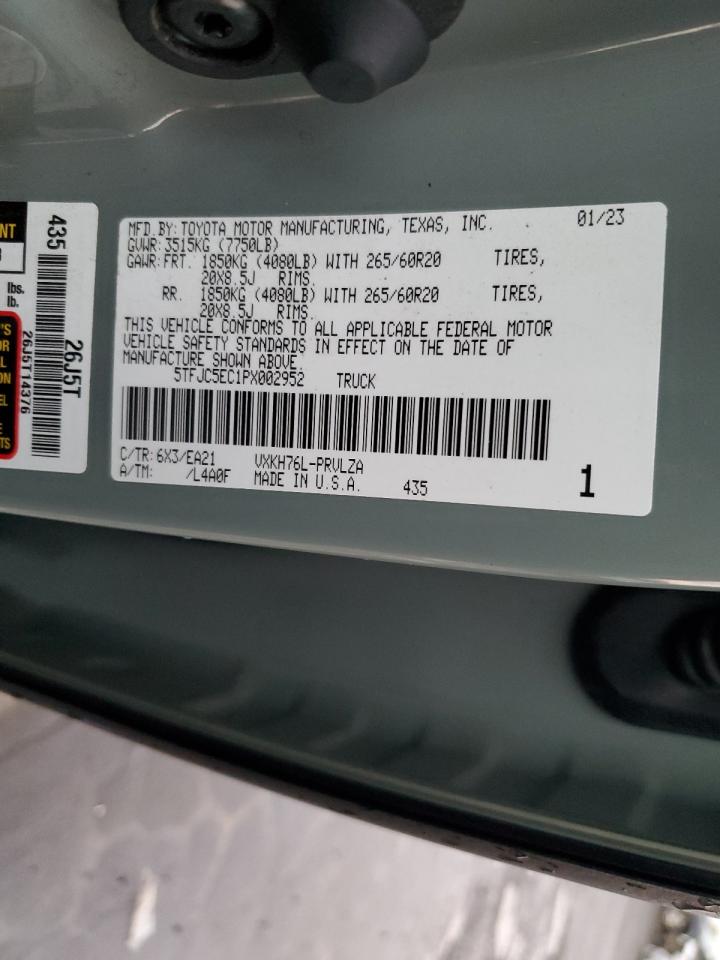 MFD.BY:TOYOTA MOTOR MANUFACTURING, TEXAS, INC. 01/23
GVWR:3515KG (7750LB)
GAWR:FRT. 1850KG (4080LB) WITH 265/60R20 TIRES,
20X8.5J RIMS.
RR. 1850KG (4080LB) WITH 265/60R20 TIRES,
20X8.5J RIMS.
THIS VEHICLE CONFORMS TO ALL APPLICABLE FEDERAL MOTOR
VEHICLE SAFETY STANDARDS IN EFFECT ON THE DATE OF
MANUFACTURE SHOWN ABOVE.
5TFJC5EC1PX002952 TRUCK
C/TR:6X3/EA21 VXKH76L-PRVLZA
A/TM: /L4A0F MADE IN U.S.A. 435 1
435
26J5T
26J5T14376
lbs.
lb.